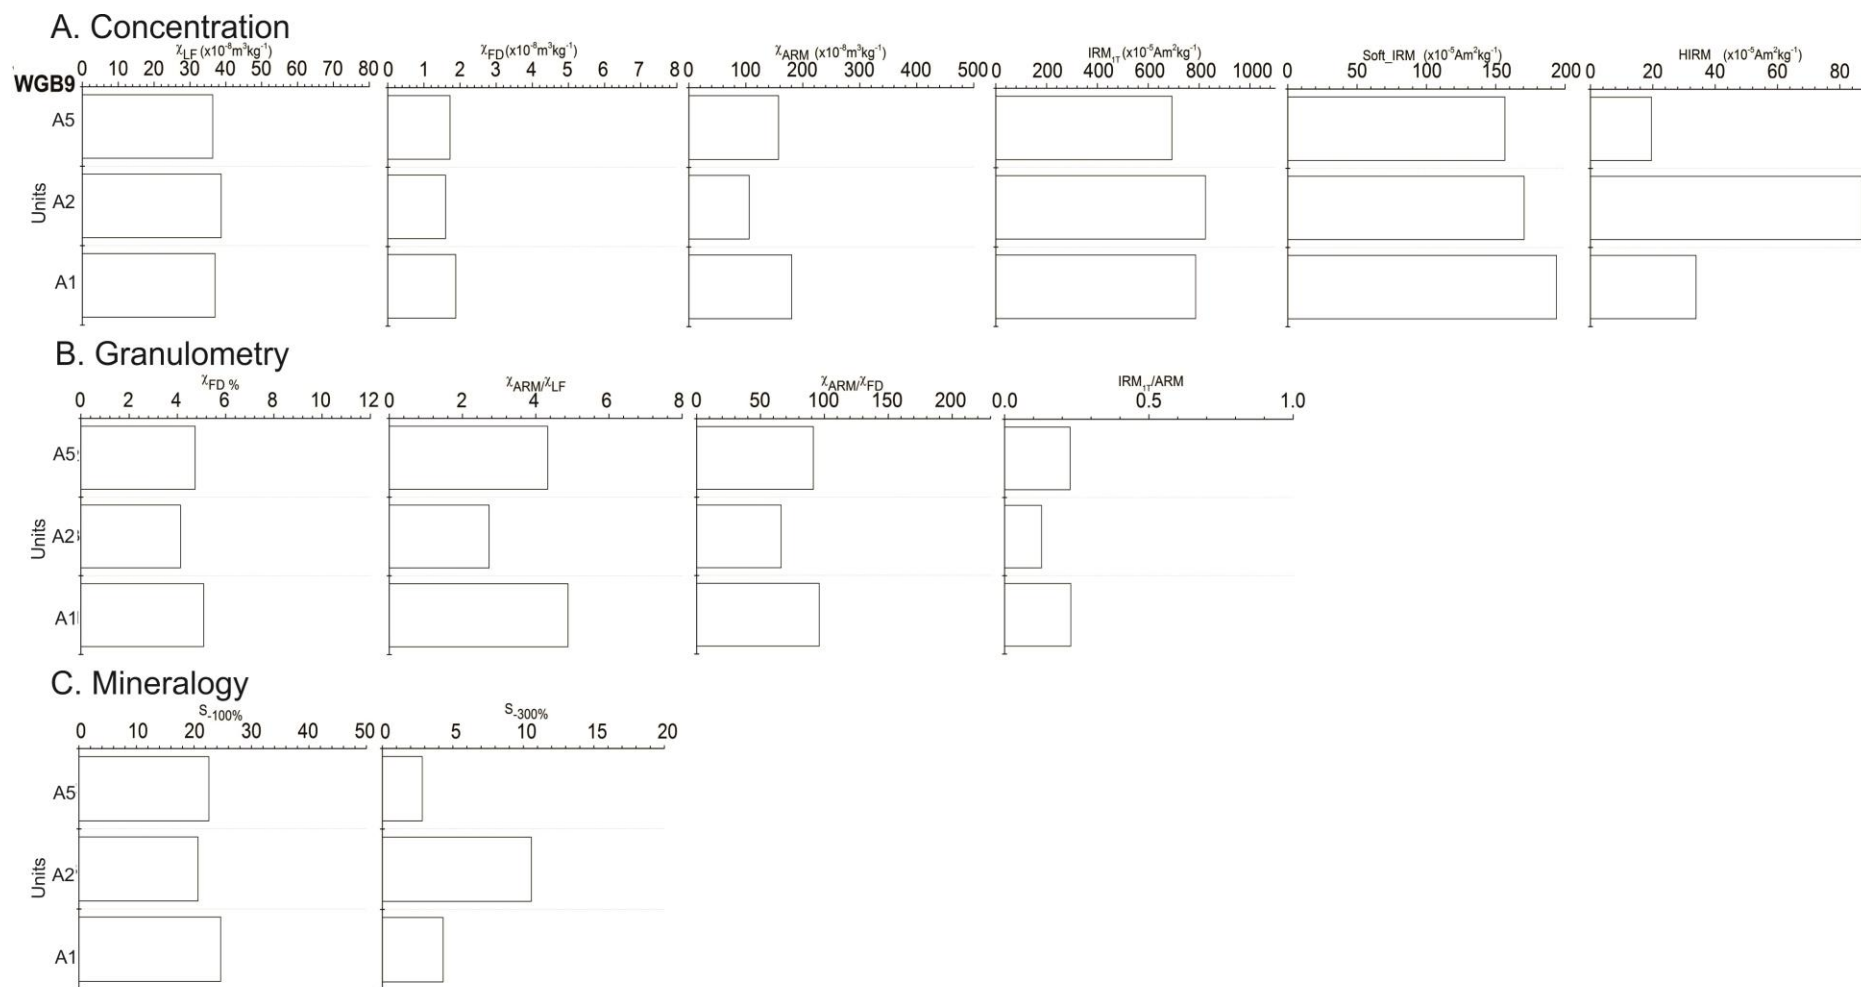 A. Concentration
χLF (x10⁻⁸m³kg⁻¹) χFD(x10⁻⁸m³kg⁻¹) χARM (x10⁻⁸m³kg⁻¹) IRM1T(x10⁻⁵Am²kg⁻¹) Soft_IRM (x10⁻⁵Am²kg⁻¹) HIRM (x10⁻⁵Am²kg⁻¹)
0 10 20 30 40 50 60 70 80 0 1 2 3 4 5 6 7 8 0 100 200 300 400 500 0 200 400 600 800 1000 0 50 100 150 200 0 20 40 60 80
WGB9
A5
Units A2
A1
B. Granulometry
χFD % χARM/χLF χARM/χFD IRM1T/ARM
0 2 4 6 8 10 12 0 2 4 6 8 0 50 100 150 200 0.0 0.5 1.0
A5
Units A2
A1
C. Mineralogy
S-100% S-300%
0 10 20 30 40 50 0 5 10 15 20
A5
Units A2
A1